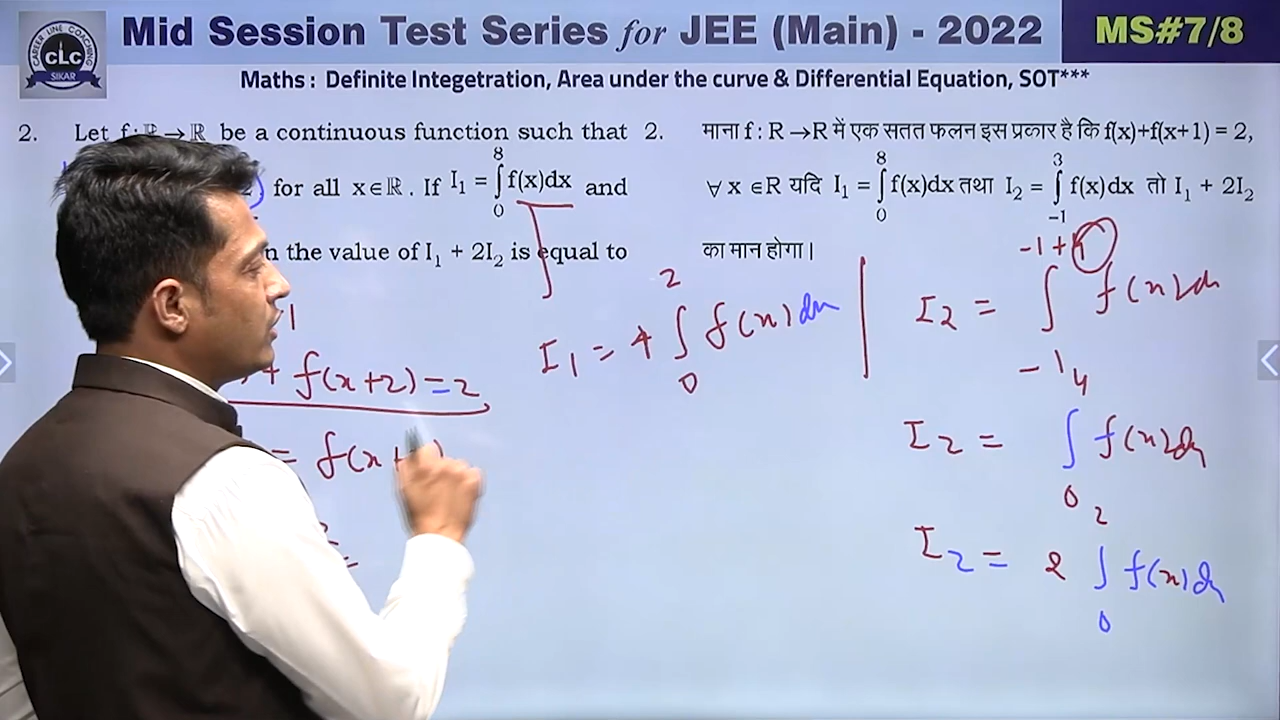 Mid Session Test Series for JEE (Main) - 2022
MS#7/8
CAREER LINE COACHING
CLC
SIKAR
Maths : Definite Integetration, Area under the curve & Differential Equation, SOT***
2. Let f: ℝ → ℝ be a continuous function such that
for all x∈ℝ. If I₁ = ∫₀⁸ f(x)dx and
the value of I₁ + 2I₂ is equal to
2. माना f : R →R में एक सतत फलन इस प्रकार है कि f(x)+f(x+1) = 2,
∀ x ∈R यदि I₁ = ∫₀⁸ f(x)dx तथा I₂ = ∫₋₁³ f(x)dx तो I₁ + 2I₂
का मान होगा।
+1
+ f(x+2) = 2
= f(x+
I₁ = 4 ∫₀² f(x)dx
I₂ = ∫₋₁⁻¹⁺⁴ f(x)dx
I₂ = ∫₀⁴ f(x)dx
I₂ = 2 ∫₀² f(x)dx